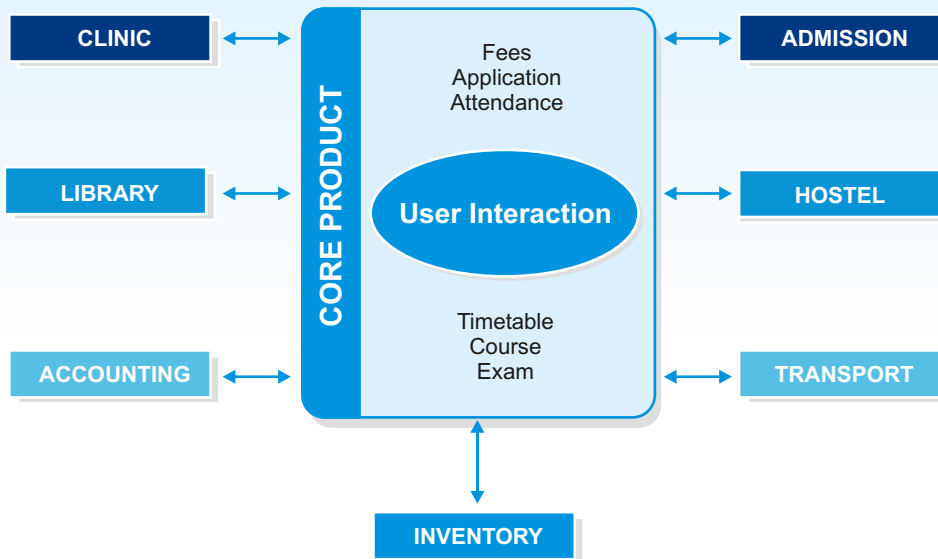 CLINIC
LIBRARY
ACCOUNTING
CORE PRODUCT
Fees
Application
Attendance
User Interaction
Timetable
Course
Exam
ADMISSION
HOSTEL
TRANSPORT
INVENTORY